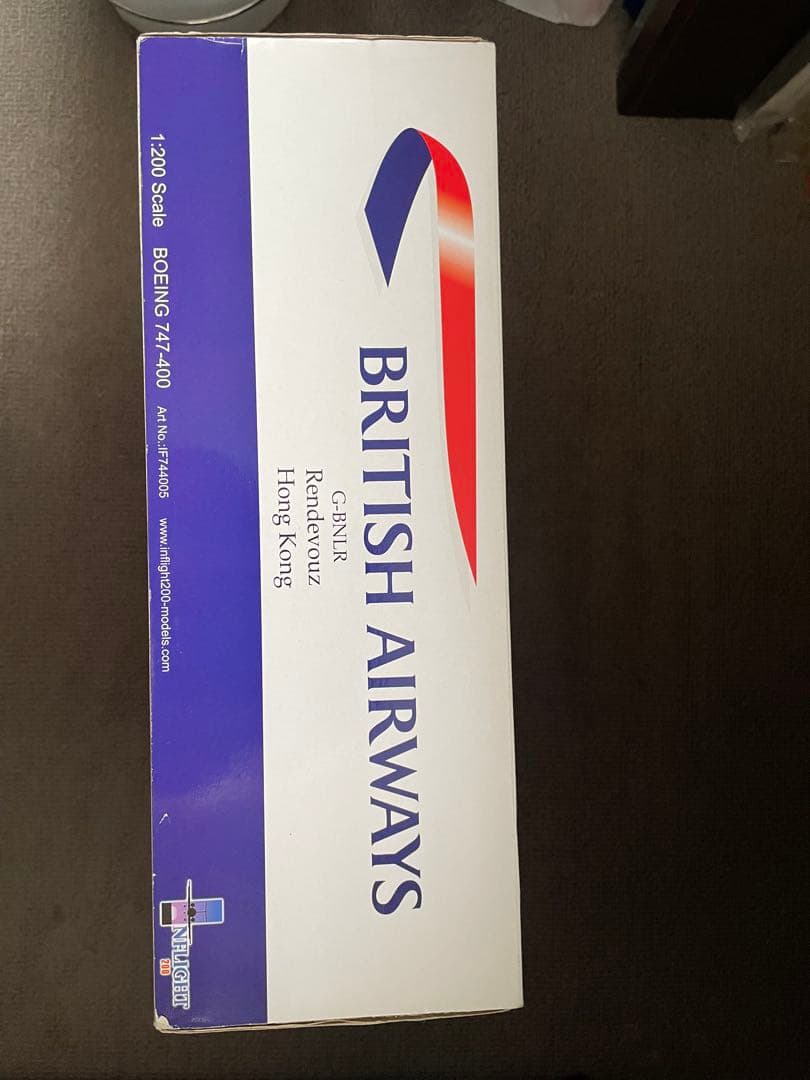 BRITISH AIRWAYS
G-BNLR
Rendevouz
Hong Kong
1:200 Scale BOEING 747-400 Art No.:IF744005 www.inflight200-models.com
INFLIGHT
200